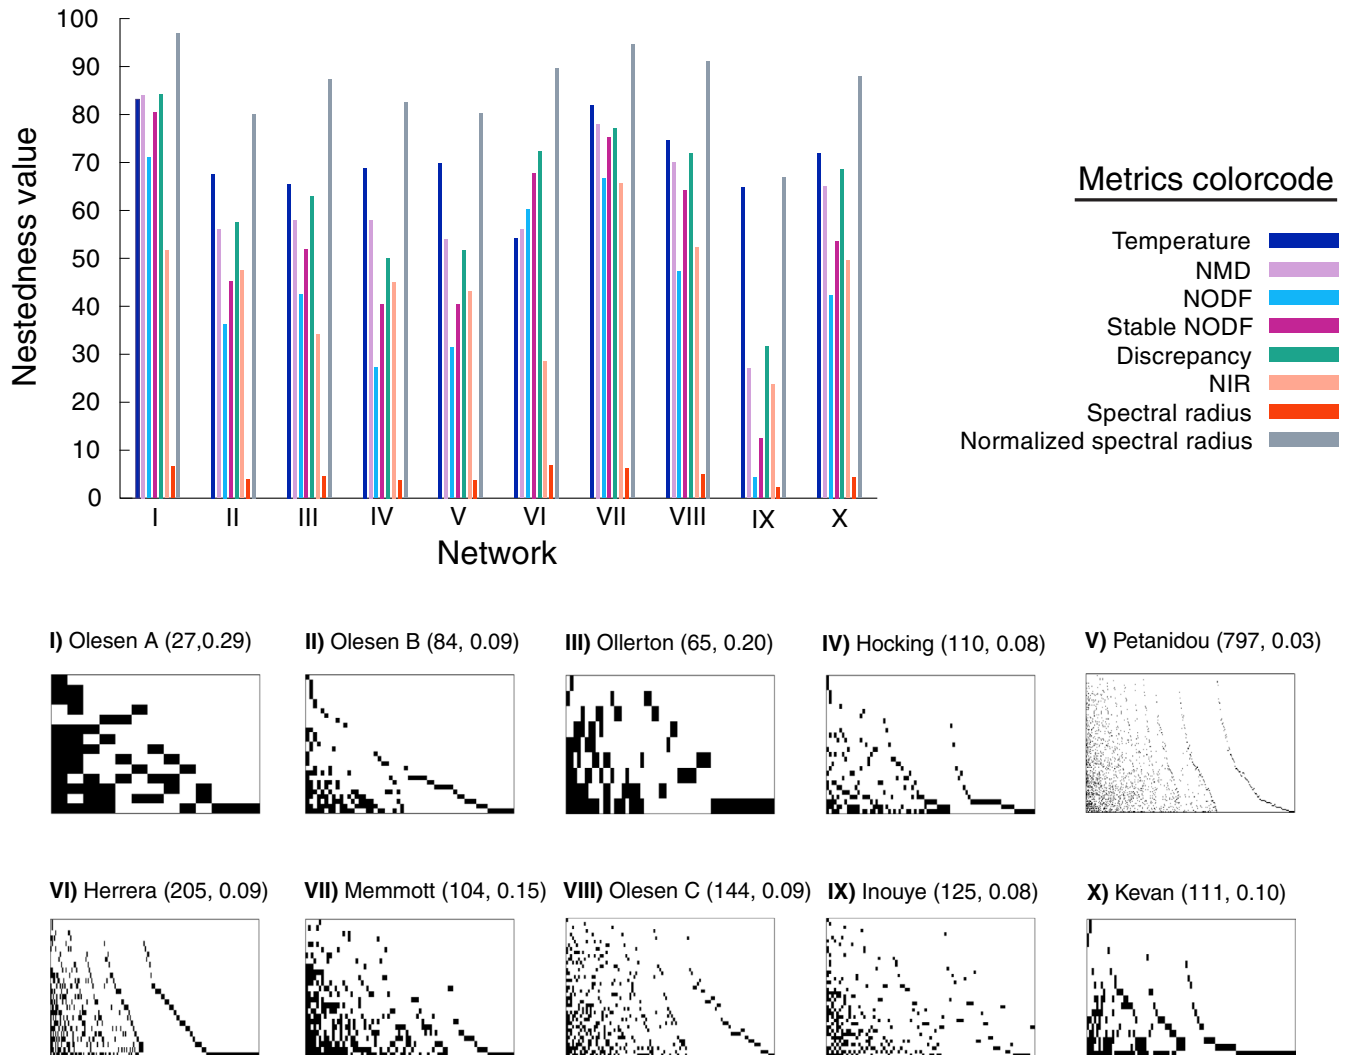 100
90
80
70
60
50
40
30
20
10
0
Nestedness value
I II III IV V VI VII VIII IX X
Network
Metrics colorcode
Temperature
NMD
NODF
Stable NODF
Discrepancy
NIR
Spectral radius
Normalized spectral radius
I) Olesen A (27,0.29)
II) Olesen B (84, 0.09)
III) Ollerton (65, 0.20)
IV) Hocking (110, 0.08)
V) Petanidou (797, 0.03)
VI) Herrera (205, 0.09)
VII) Memmott (104, 0.15)
VIII) Olesen C (144, 0.09)
IX) Inouye (125, 0.08)
X) Kevan (111, 0.10)